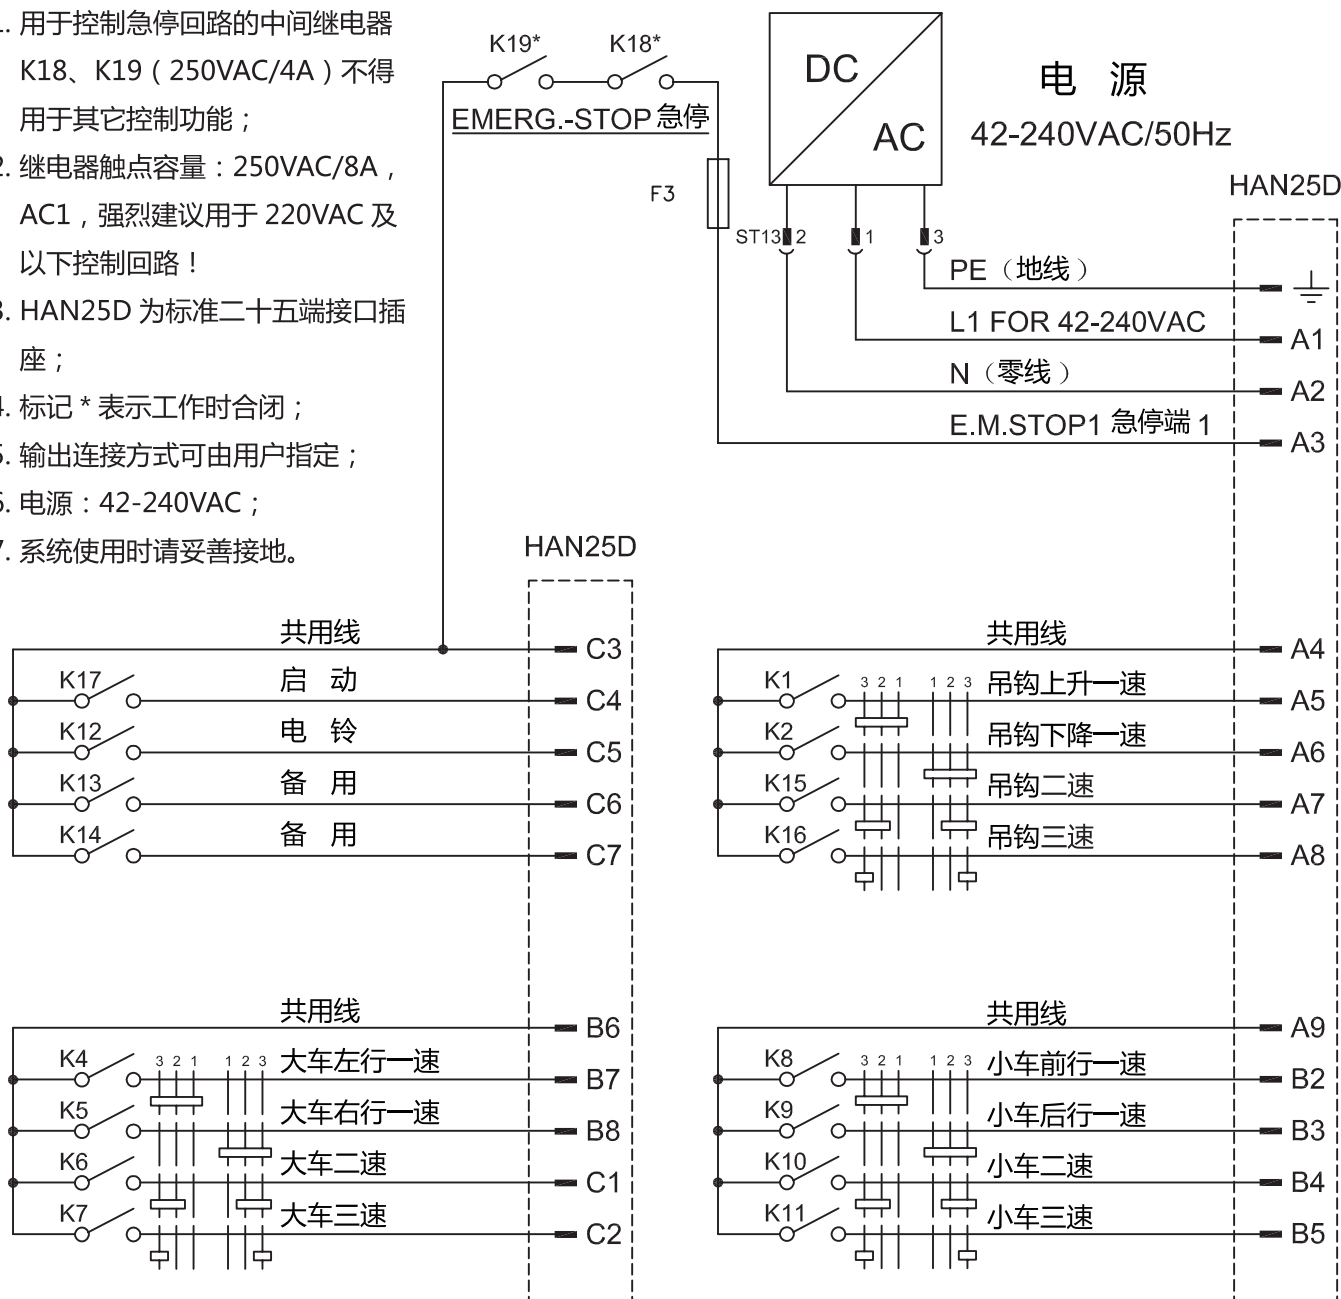 1. 用于控制急停回路的中间继电器
K18、K19（250VAC/4A）不得
用于其它控制功能；
2. 继电器触点容量：250VAC/8A，
AC1，强烈建议用于 220VAC 及
以下控制回路！
3. HAN25D 为标准二十五端接口插
座；
4. 标记 * 表示工作时合闭；
5. 输出连接方式可由用户指定；
6. 电源：42-240VAC；
7. 系统使用时请妥善接地。
K19* K18*
EMERG.-STOP 急停
F3
DC
AC
电 源
42-240VAC/50Hz
HAN25D
ST13 2 1 3
PE（地线）
L1 FOR 42-240VAC A1
N（零线） A2
E.M.STOP1 急停端 1 A3
HAN25D
共用线 C3
K17 启 动 C4
K12 电 铃 C5
K13 备 用 C6
K14 备 用 C7
共用线 A4
K1 3 2 1 1 2 3 吊钩上升一速 A5
K2 吊钩下降一速 A6
K15 吊钩二速 A7
K16 吊钩三速 A8
共用线 B6
K4 3 2 1 1 2 3 大车左行一速 B7
K5 大车右行一速 B8
K6 大车二速 C1
K7 大车三速 C2
共用线 A9
K8 3 2 1 1 2 3 小车前行一速 B2
K9 小车后行一速 B3
K10 小车二速 B4
K11 小车三速 B5